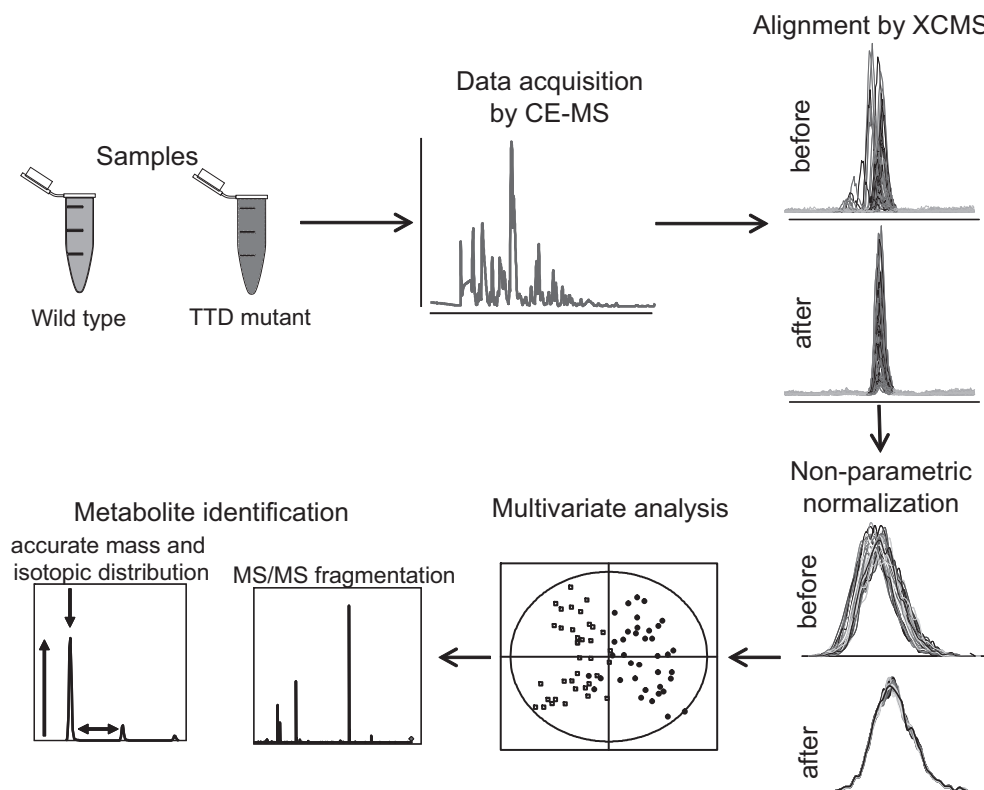 Samples
Wild type
TTD mutant
Data acquisition
by CE-MS
Alignment by XCMS
before
after
Non-parametric
normalization
before
after
Multivariate analysis
Metabolite identification
accurate mass and
isotopic distribution
MS/MS fragmentation